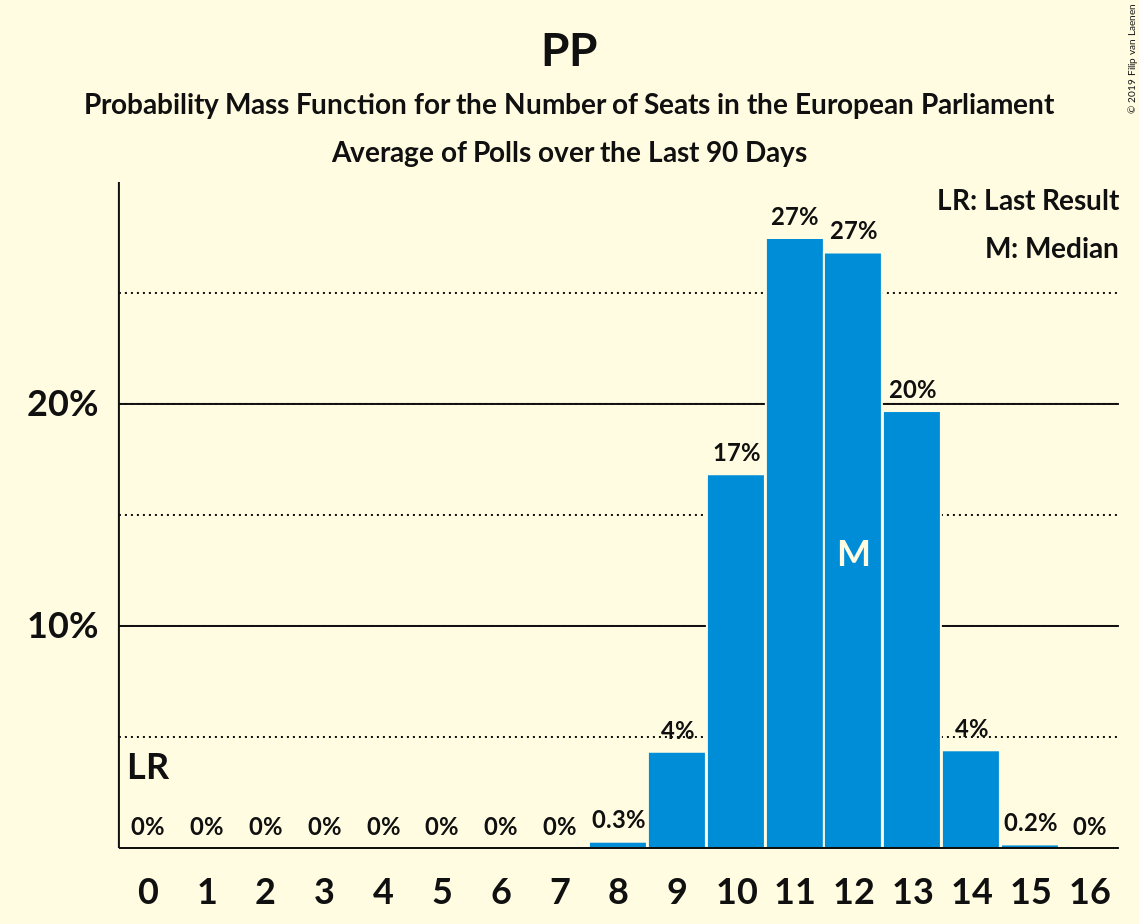 © 2019 Filip van Laenen
PP
Probability Mass Function for the Number of Seats in the European Parliament
Average of Polls over the Last 90 Days
LR: Last Result
M: Median
27%
27%
20%
20%
17%
M
10%
4%
4%
LR
0% 0% 0% 0% 0% 0% 0% 0% 0.3% 0.2% 0%
0 1 2 3 4 5 6 7 8 9 10 11 12 13 14 15 16